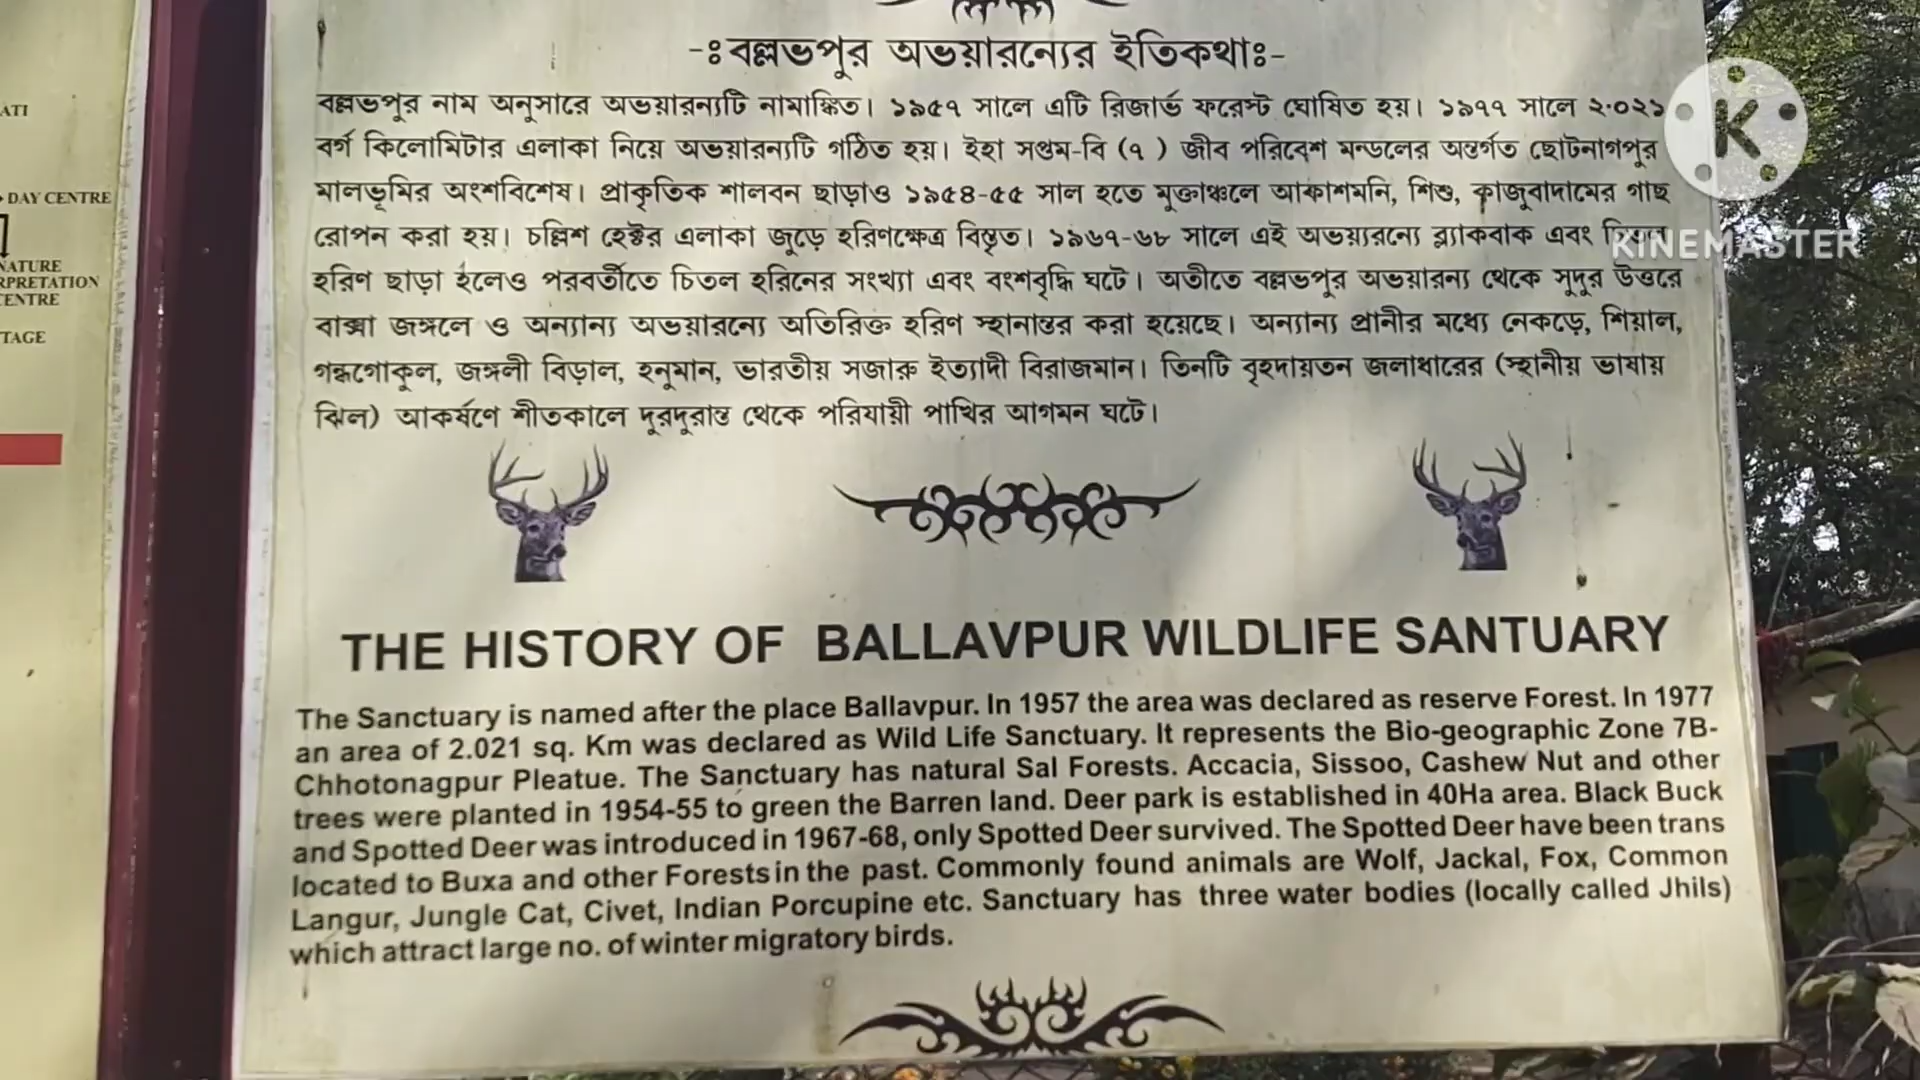 -ঃবল্লভপুর অভয়ারন্যের ইতিকথাঃ-
বল্লভপুর নাম অনুসারে অভয়ারন্যটি নামাঙ্কিত। ১৯৫৭ সালে এটি রিজার্ভ ফরেস্ট ঘোষিত হয়। ১৯৭৭ সালে ২·০২১
বর্গ কিলোমিটার এলাকা নিয়ে অভয়ারন্যটি গঠিত হয়। ইহা সপ্তম-বি (৭ ) জীব পরিবেশ মন্ডলের অন্তর্গত ছোটনাগপুর
মালভূমির অংশবিশেষ। প্রাকৃতিক শালবন ছাড়াও ১৯৫৪-৫৫ সাল হতে মুক্তাঞ্চলে আকাশমনি, শিশু, কাজুবাদামের গাছ
রোপন করা হয়। চল্লিশ হেক্টর এলাকা জুড়ে হরিণক্ষেত্র বিস্তৃত। ১৯৬৭-৬৮ সালে এই অভয়্যরন্যে ব্ল্যাকবাক এবং
হরিণ ছাড়া হলেও পরবর্তীতে চিতল হরিনের সংখ্যা এবং বংশবৃদ্ধি ঘটে। অতীতে বল্লভপুর অভয়ারন্য থেকে সুদুর উত্তরে
বাক্সা জঙ্গলে ও অন্যান্য অভয়ারন্যে অতিরিক্ত হরিণ স্হানান্তর করা হয়েছে। অন্যান্য প্রানীর মধ্যে নেকড়ে, শিয়াল,
গন্ধগোকুল, জঙ্গলী বিড়াল, হনুমান, ভারতীয় সজারু ইত্যাদী বিরাজমান। তিনটি বৃহদায়তন জলাধারের (স্হানীয় ভাষায়
ঝিল) আকর্ষণে শীতকালে দুরদুরান্ত থেকে পরিযায়ী পাখির আগমন ঘটে।
THE HISTORY OF BALLAVPUR WILDLIFE SANTUARY
The Sanctuary is named after the place Ballavpur. In 1957 the area was declared as reserve Forest. In 1977
an area of 2.021 sq. Km was declared as Wild Life Sanctuary. It represents the Bio-geographic Zone 7B-
Chhotonagpur Pleatue. The Sanctuary has natural Sal Forests. Accacia, Sissoo, Cashew Nut and other
trees were planted in 1954-55 to green the Barren land. Deer park is established in 40Ha area. Black Buck
and Spotted Deer was introduced in 1967-68, only Spotted Deer survived. The Spotted Deer have been trans
located to Buxa and other Forests in the past. Commonly found animals are Wolf, Jackal, Fox, Common
Langur, Jungle Cat, Civet, Indian Porcupine etc. Sanctuary has three water bodies (locally called Jhils)
which attract large no. of winter migratory birds.
DAY CENTRE
K
KINEMASTER